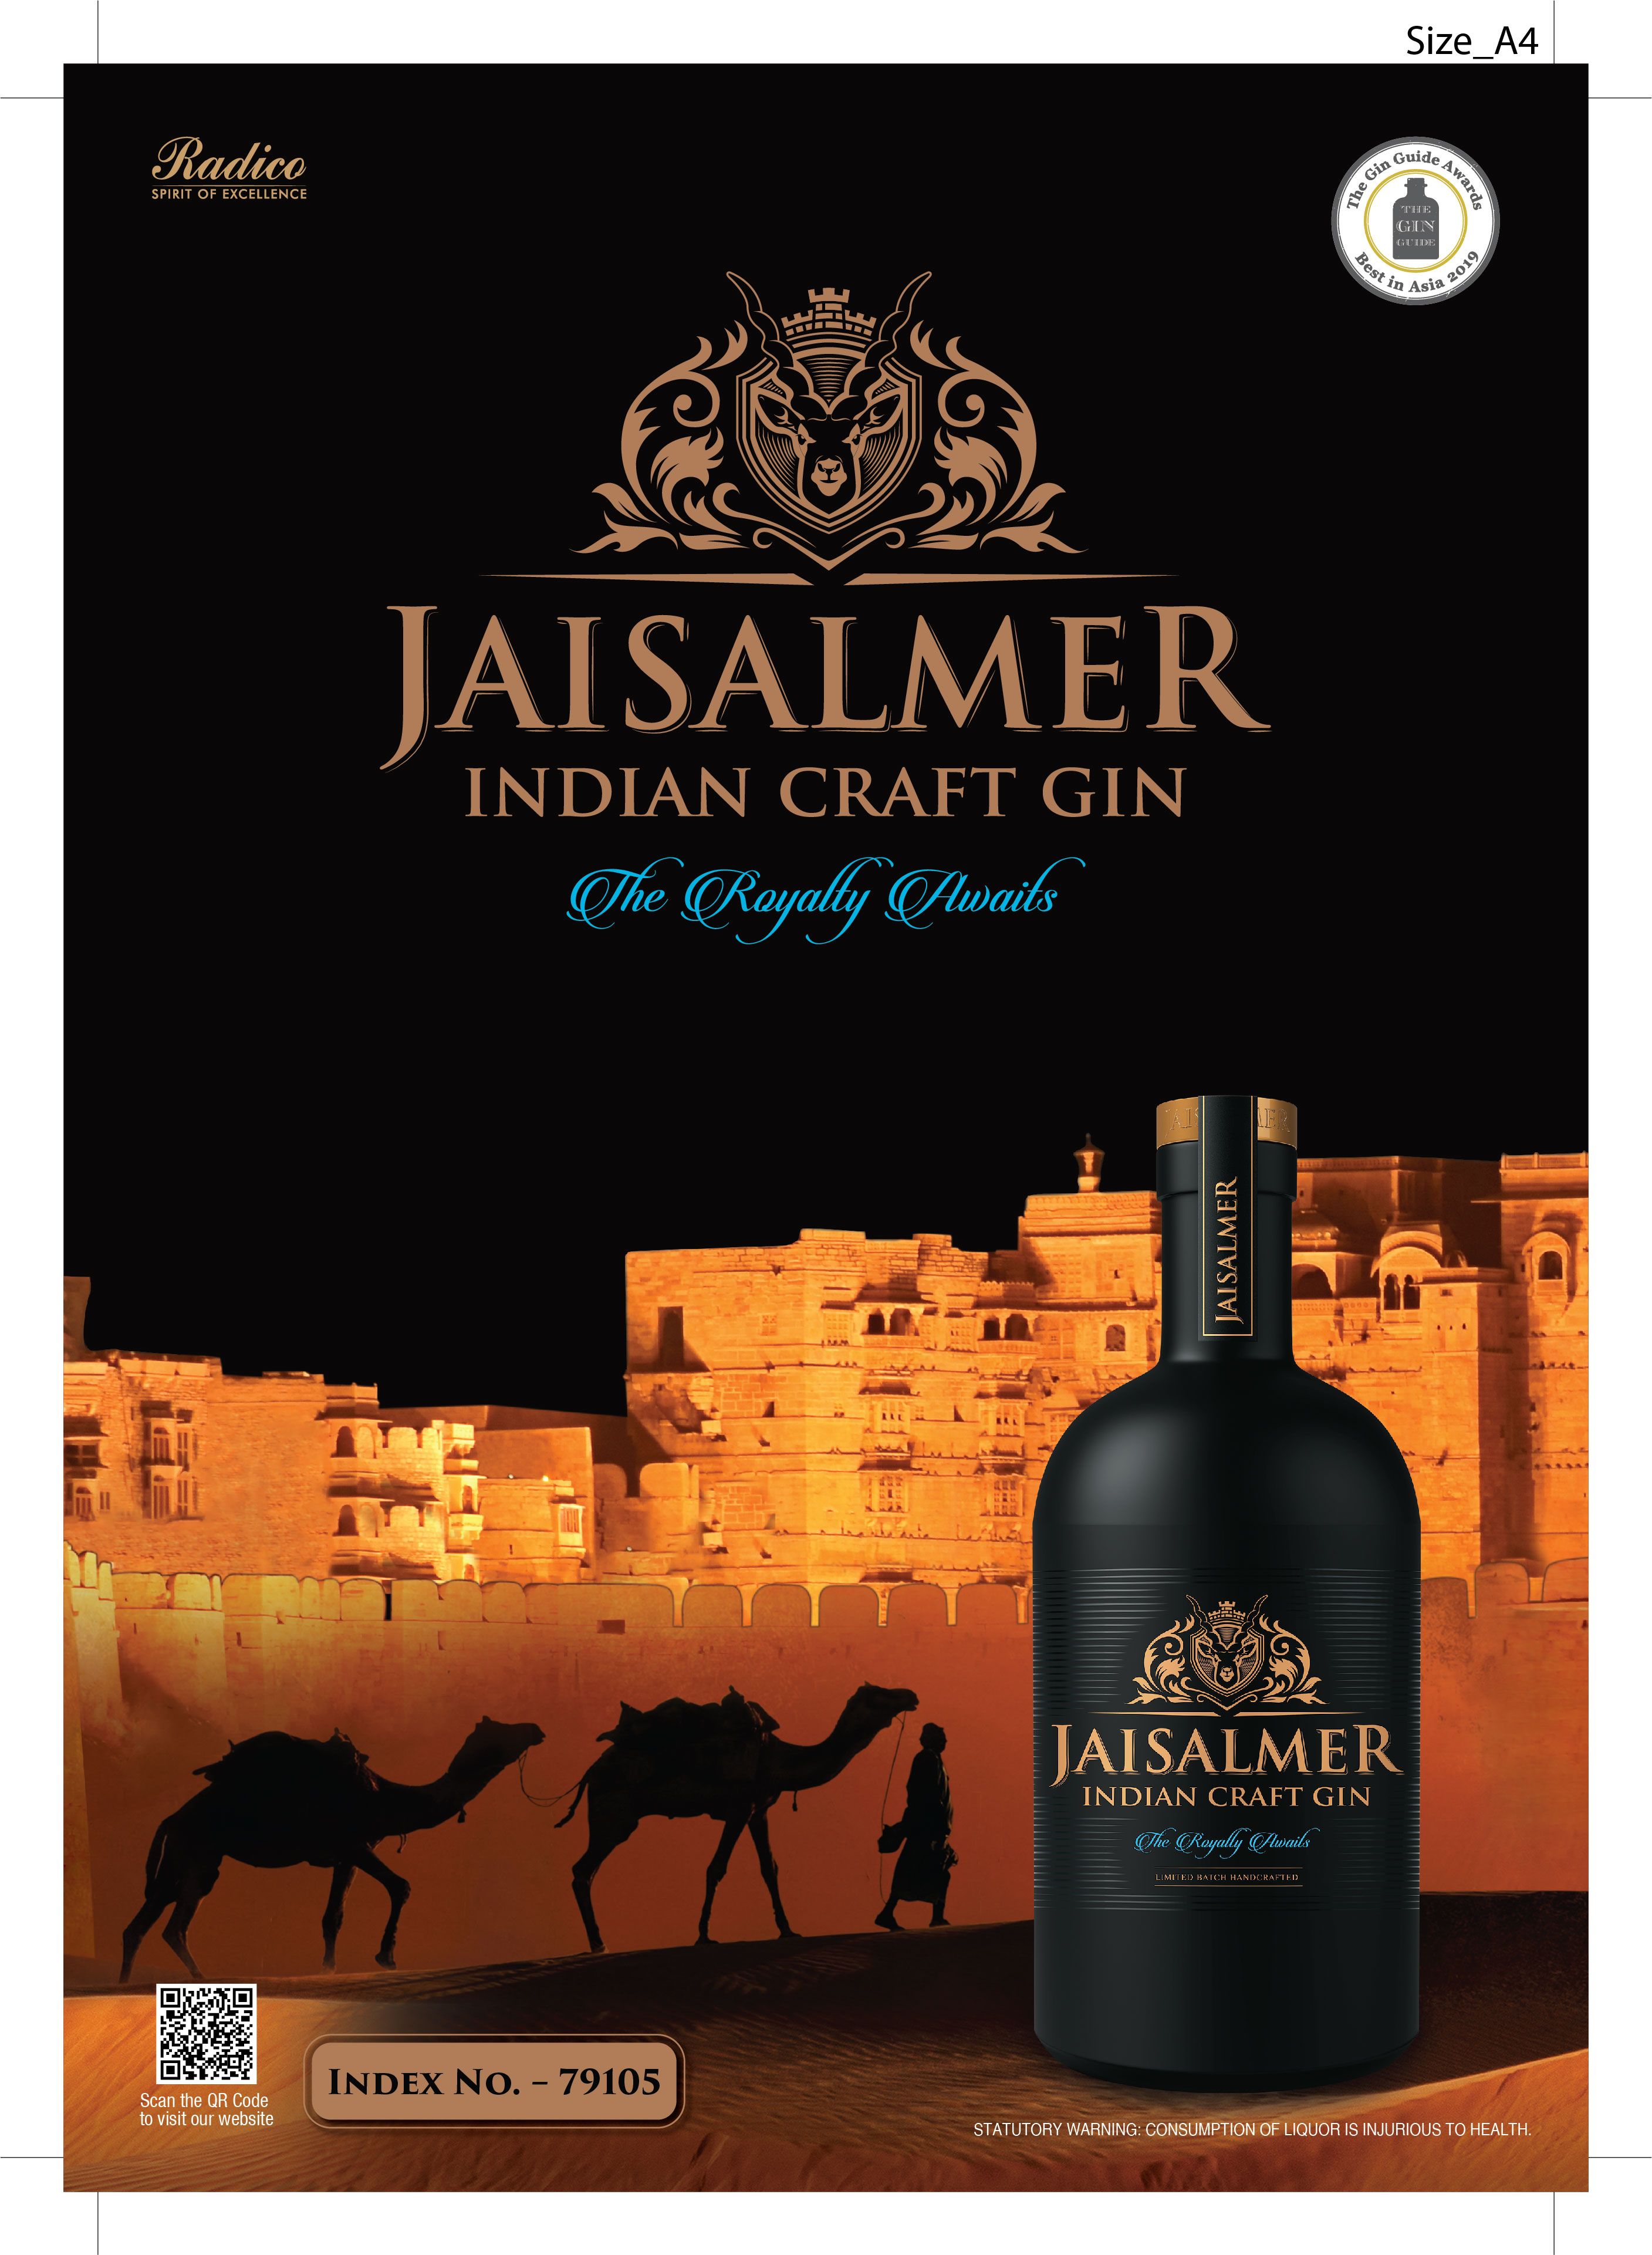 Size_A4
Radico
SPIRIT OF EXCELLENCE
The Gin Guide Awards
THE
GIN
GUIDE
Best in Asia 2019
JAISALMER
INDIAN CRAFT GIN
The Royalty Awaits
JAISALMER
JAISALMER
INDIAN CRAFT GIN
The Royalty Awaits
LIMITED BATCH HANDCRAFTED
Scan the QR Code
to visit our website
INDEX NO. – 79105
STATUTORY WARNING: CONSUMPTION OF LIQUOR IS INJURIOUS TO HEALTH.